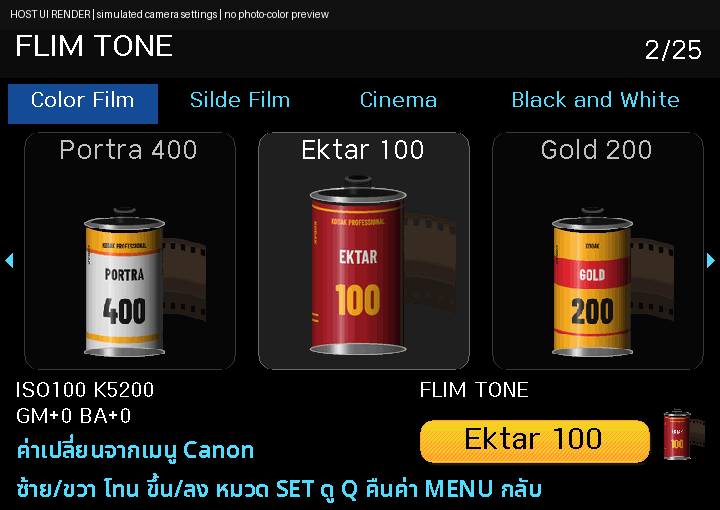 HOST UI RENDER | simulated camera settings | no photo-color preview
FLIM TONE
2/25
Color Film
Silde Film
Cinema
Black and White
Portra 400
Ektar 100
Gold 200
KODAK PROFESSIONAL
PORTRA
400
KODAK PROFESSIONAL
KODAK
EKTAR
100
KODAK
GOLD
200
ISO100 K5200
GM+0 BA+0
ค่าเปลี่ยนจากเมนู Canon
FLIM TONE
Ektar 100
100
ซ้าย/ขวา โทน ขึ้น/ลง หมวด SET ดู Q คืนค่า MENU กลับ